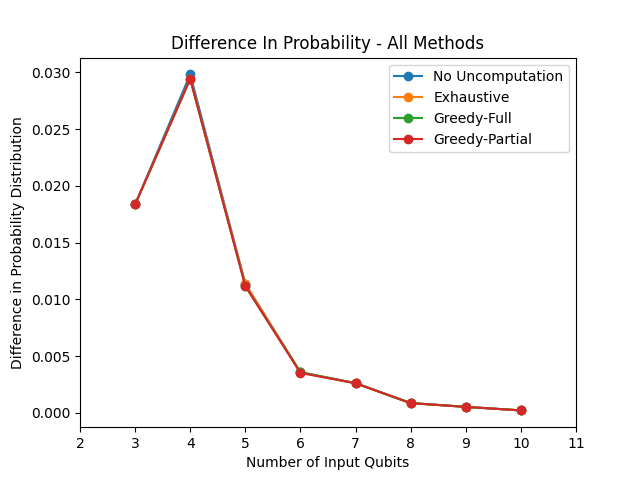 Difference In Probability - All Methods
No Uncomputation
Exhaustive
Greedy-Full
Greedy-Partial
Difference in Probability Distribution
0.030
0.025
0.020
0.015
0.010
0.005
0.000
2 3 4 5 6 7 8 9 10 11
Number of Input Qubits